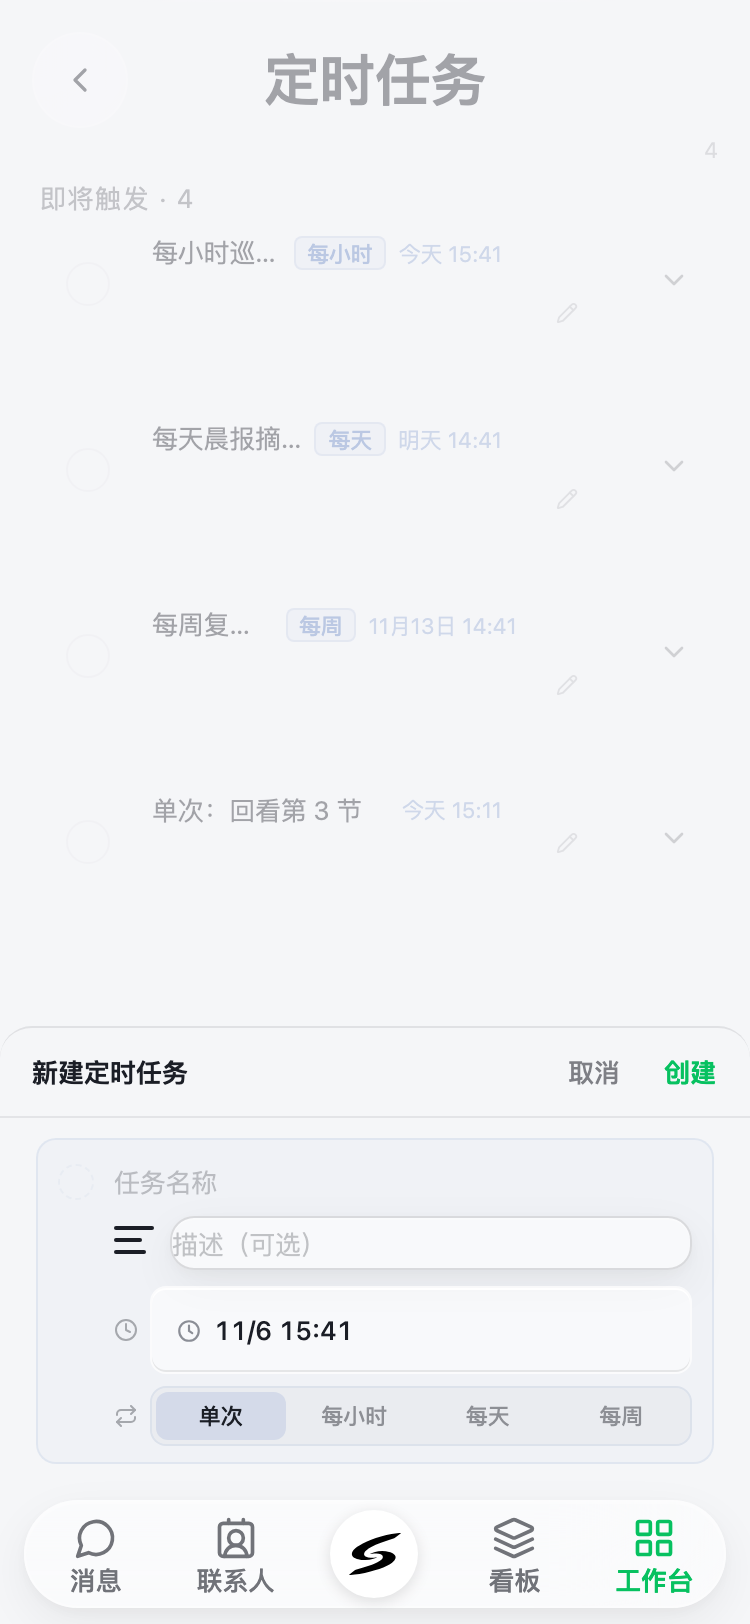 定时任务
4
即将触发 · 4
每小时巡... 每小时 今天 15:41
每天晨报摘... 每天 明天 14:41
每周复... 每周 11月13日 14:41
单次：回看第 3 节 今天 15:11
新建定时任务 取消 创建
任务名称
描述（可选）
11/6 15:41
单次 每小时 每天 每周
消息 联系人 看板 工作台